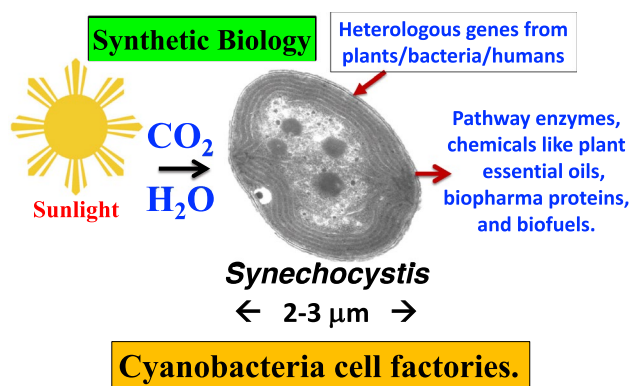 Synthetic Biology
Heterologous genes from
plants/bacteria/humans
Sunlight
CO₂
H₂O
Pathway enzymes,
chemicals like plant
essential oils,
biopharma proteins,
and biofuels.
Synechocystis
← 2-3 μm →
Cyanobacteria cell factories.